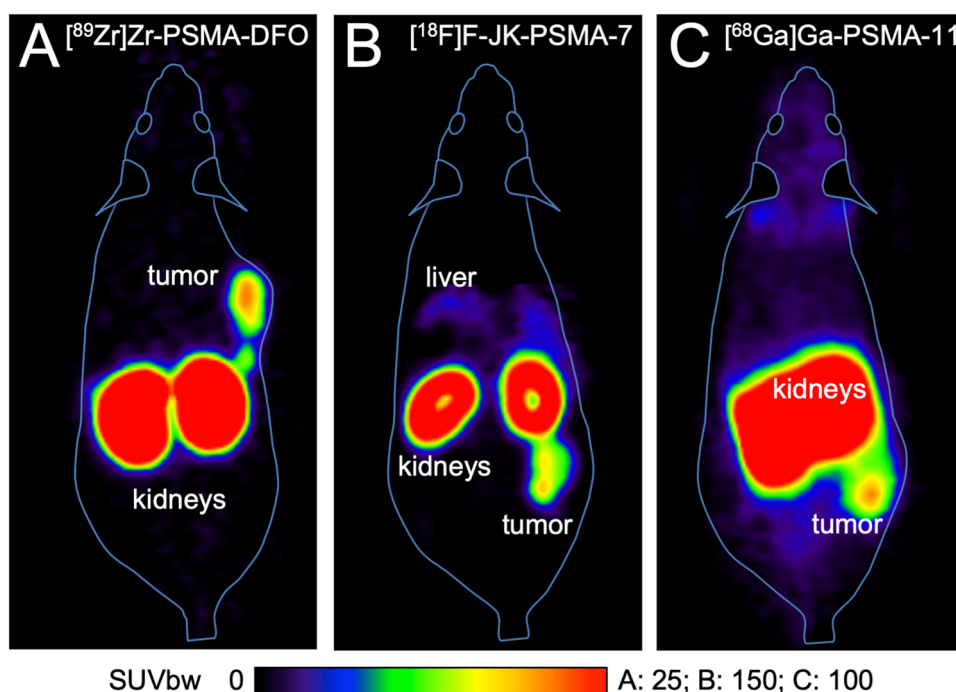 A [⁸⁹Zr]Zr-PSMA-DFO
tumor
kidneys
B [¹⁸F]F-JK-PSMA-7
liver
kidneys
tumor
C [⁶⁸Ga]Ga-PSMA-11
kidneys
tumor
SUVbw 0 A: 25; B: 150; C: 100